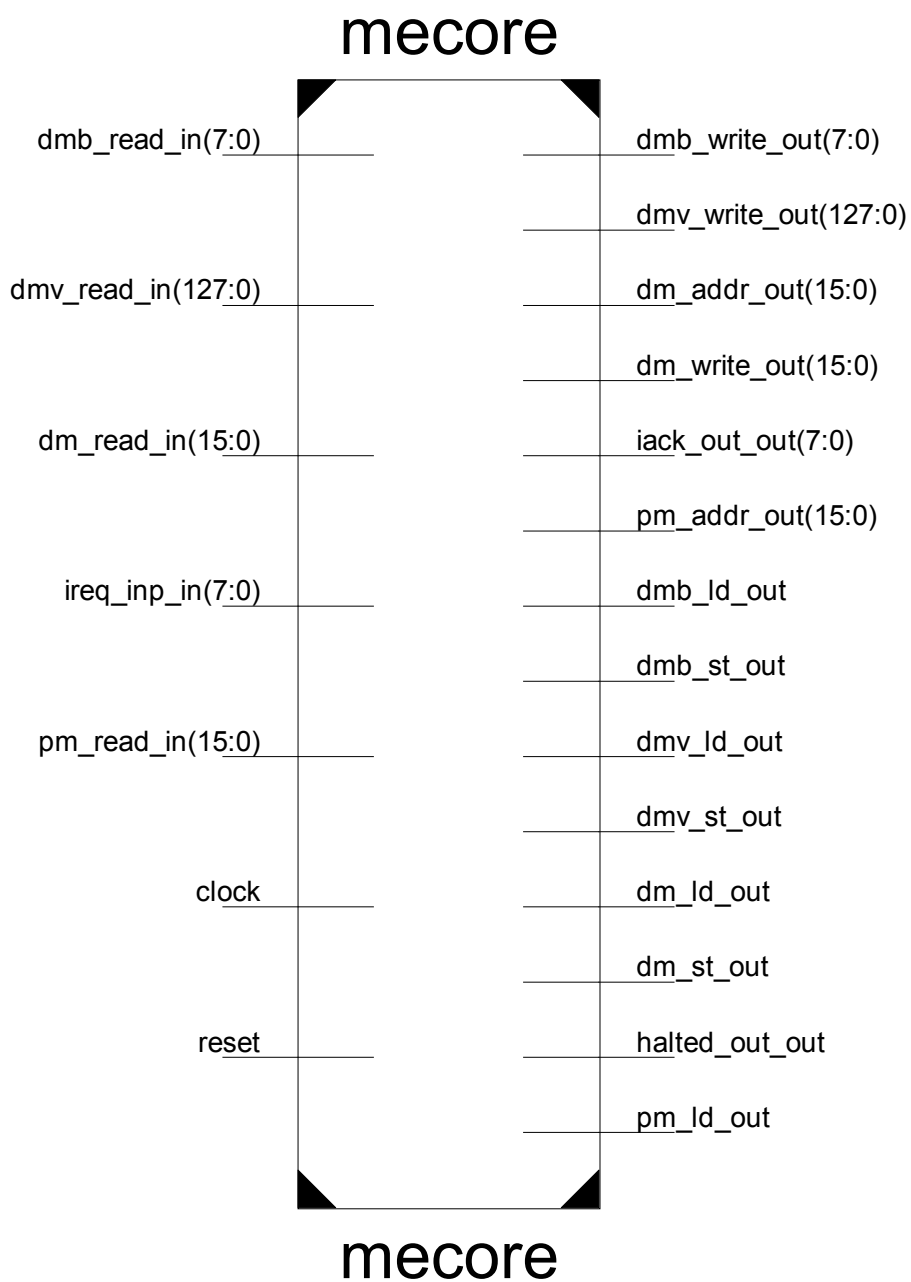 mecore
dmb_read_in(7:0)
dmb_write_out(7:0)
dmv_write_out(127:0)
dmv_read_in(127:0)
dm_addr_out(15:0)
dm_write_out(15:0)
dm_read_in(15:0)
iack_out_out(7:0)
pm_addr_out(15:0)
ireq_inp_in(7:0)
dmb_ld_out
dmb_st_out
pm_read_in(15:0)
dmv_ld_out
dmv_st_out
clock
dm_ld_out
dm_st_out
reset
halted_out_out
pm_ld_out
mecore